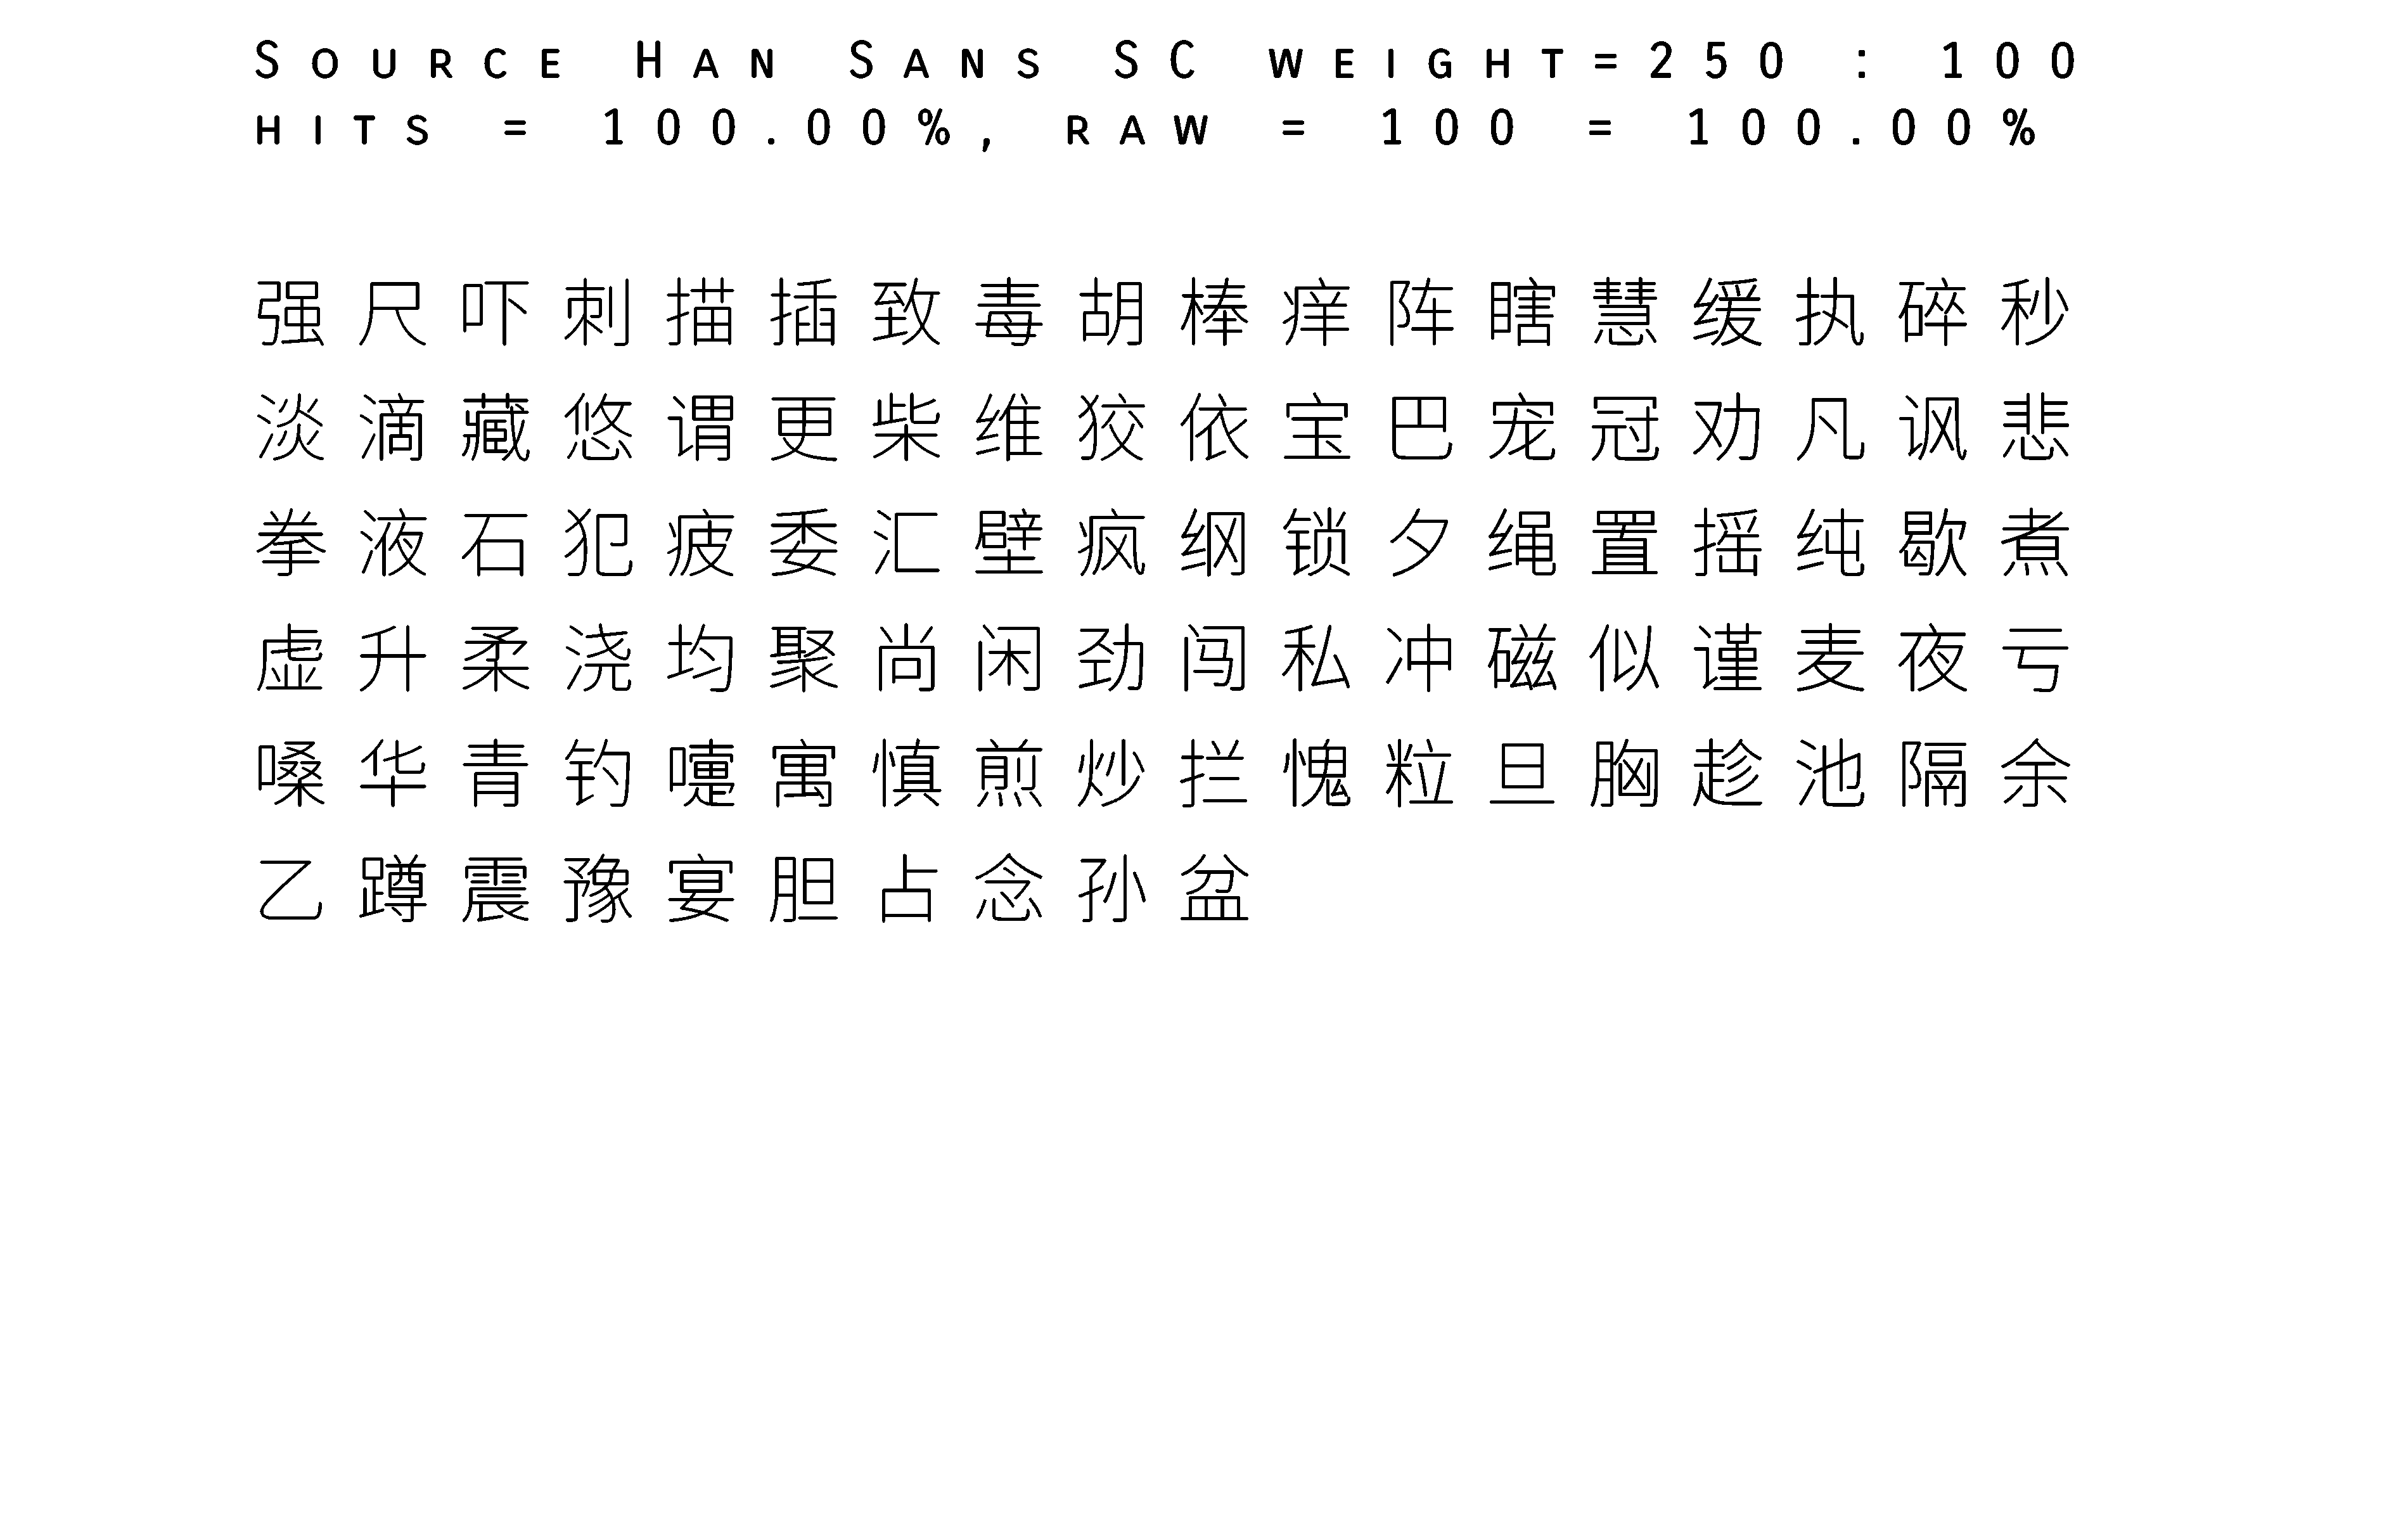 Source Han Sans SC weight=250 : 100
hits = 100.00%, raw = 100 = 100.00%
强尺吓刺描插致毒胡棒痒阵瞎慧缓执碎秒
淡滴藏悠谓更柴维狡依宝巴宠冠劝凡讽悲
拳液石犯疲委汇壁疯纲锁夕绳置摇纯歇煮
虚升柔浇均聚尚闲劲闯私冲磁似谨麦夜亏
嗓华青钓嚏寓慎煎炒拦愧粒旦胸趁池隔余
乙蹲震豫宴胆占念孙盆